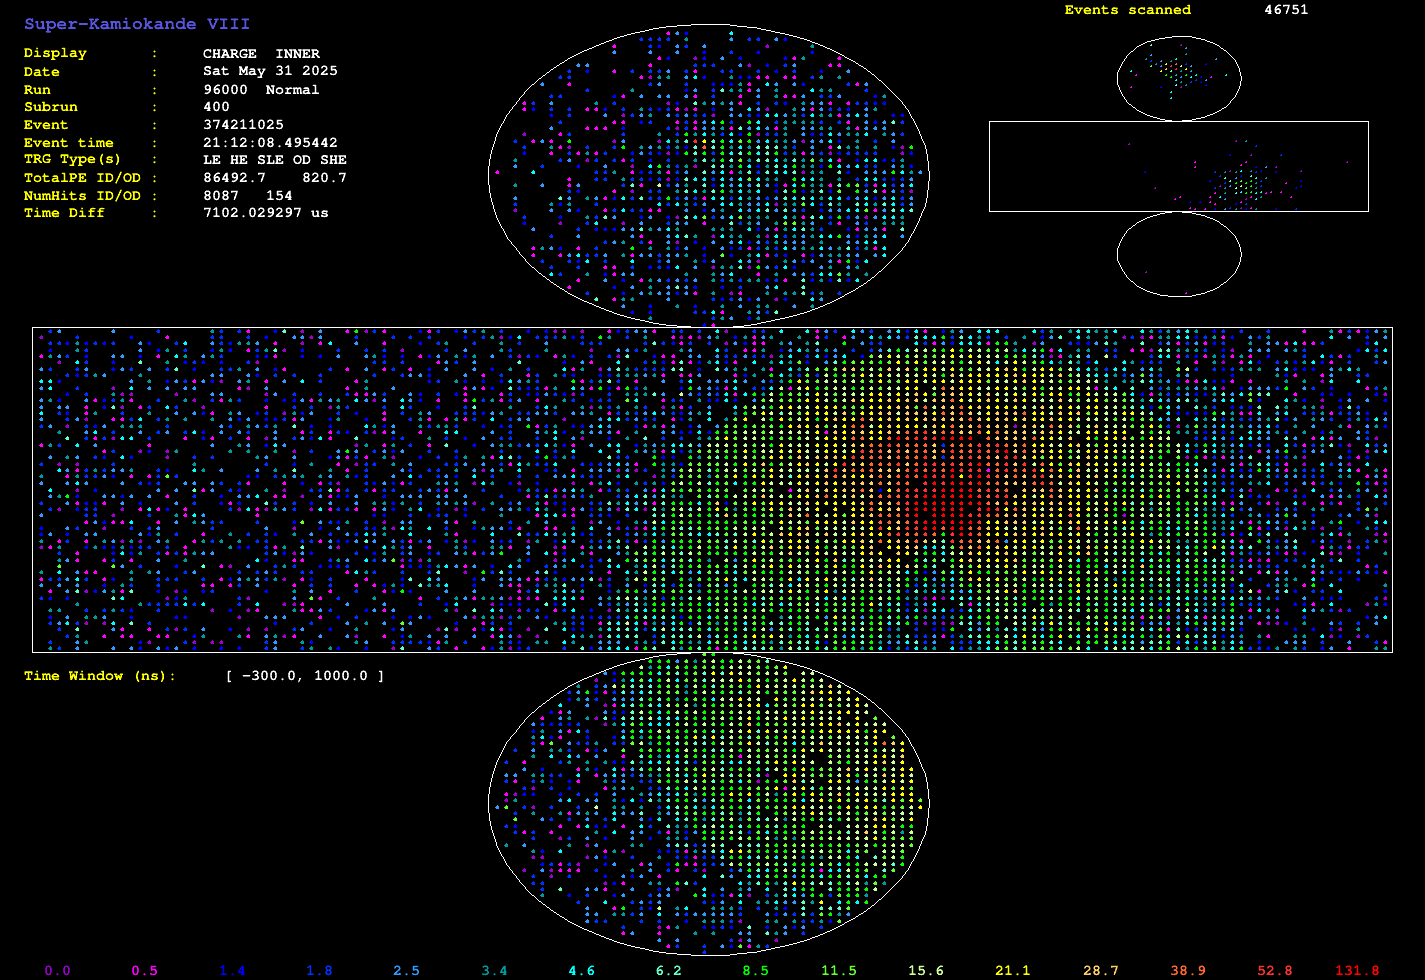 Super-Kamiokande VIII
Events scanned 46751
Display : CHARGE INNER
Date : Sat May 31 2025
Run : 96000 Normal
Subrun : 400
Event : 374211025
Event time : 21:12:08.495442
TRG Type(s) : LE HE SLE OD SHE
TotalPE ID/OD : 86492.7 820.7
NumHits ID/OD : 8087 154
Time Diff : 7102.029297 us
Time Window (ns): [ -300.0, 1000.0 ]
0.0 0.5 1.4 1.8 2.5 3.4 4.6 6.2 8.5 11.5 15.6 21.1 28.7 38.9 52.8 131.8